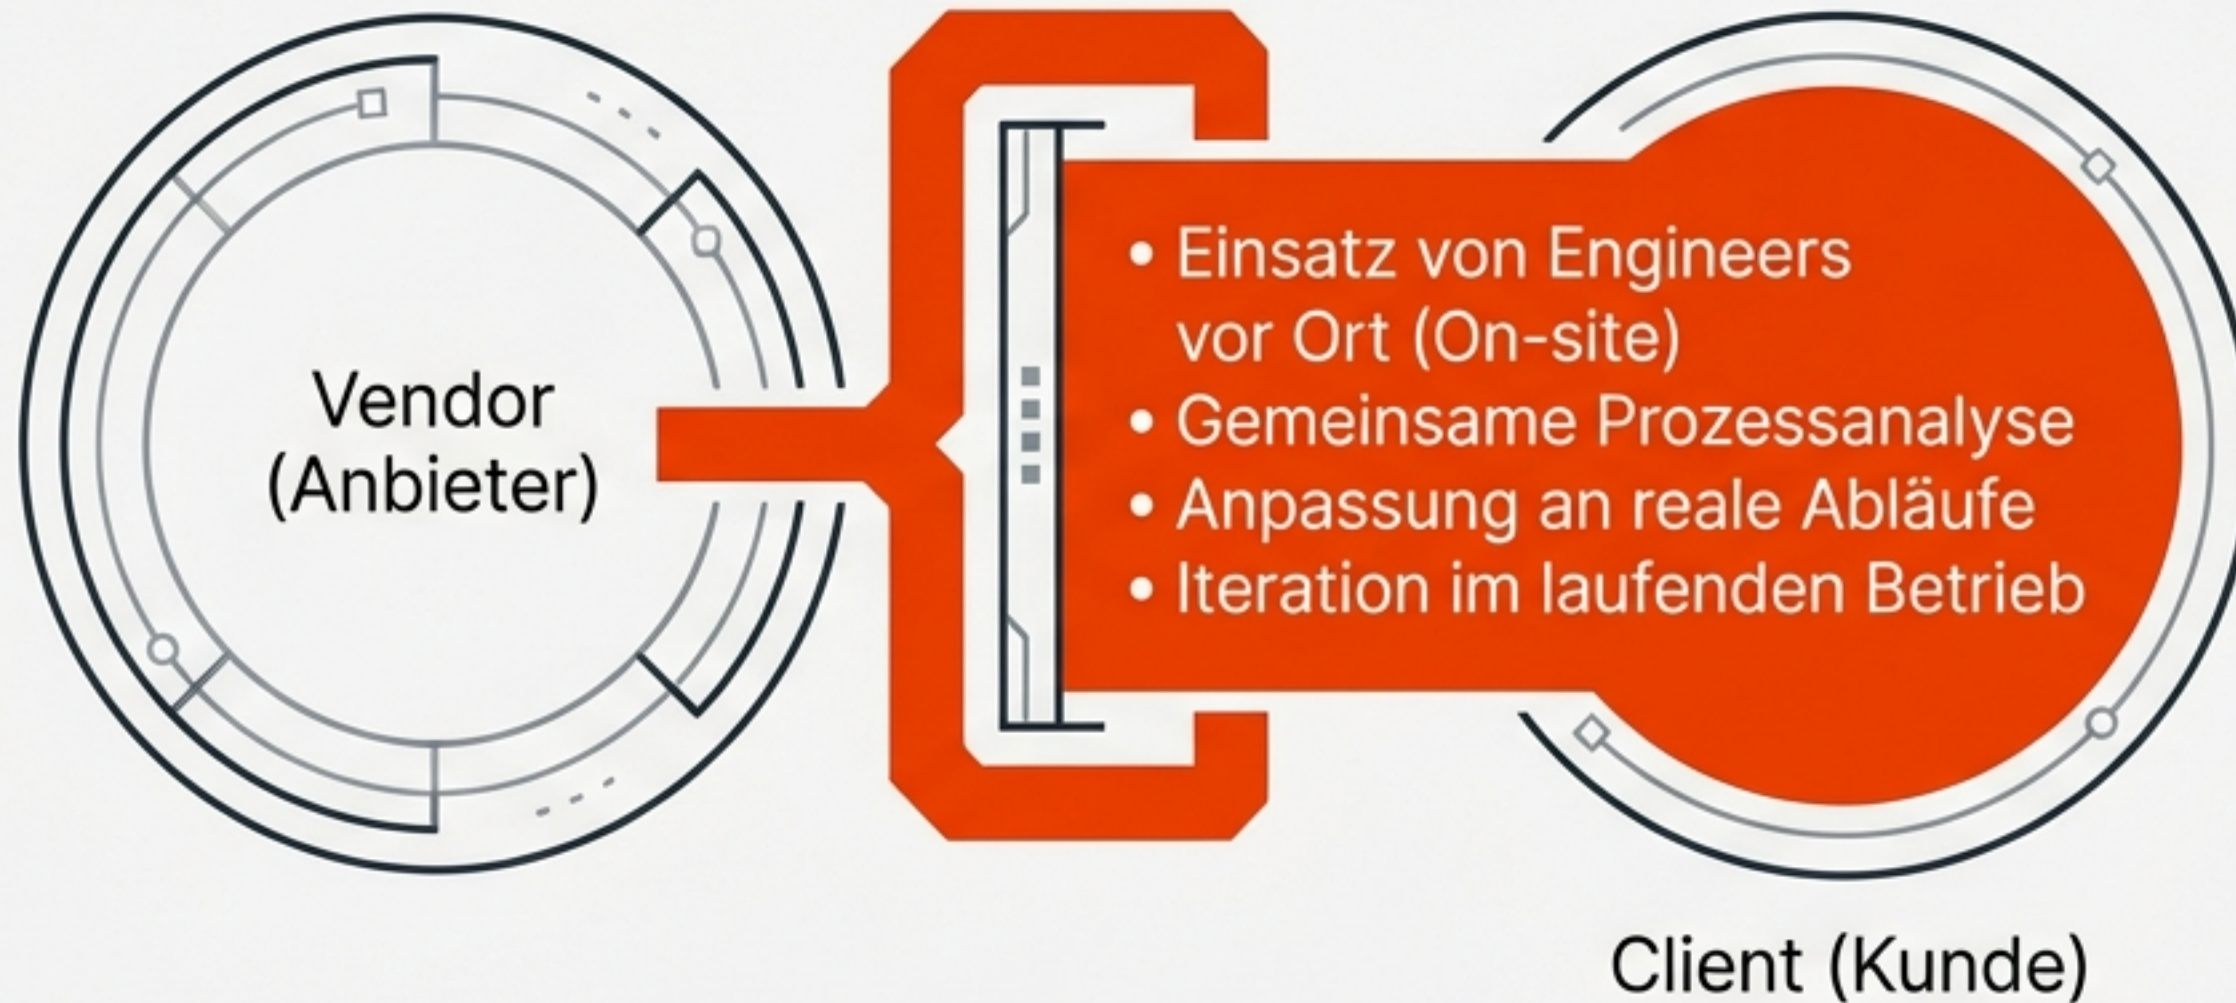 Vendor
(Anbieter)
• Einsatz von Engineers
vor Ort (On-site)
• Gemeinsame Prozessanalyse
• Anpassung an reale Abläufe
• Iteration im laufenden Betrieb
Client (Kunde)